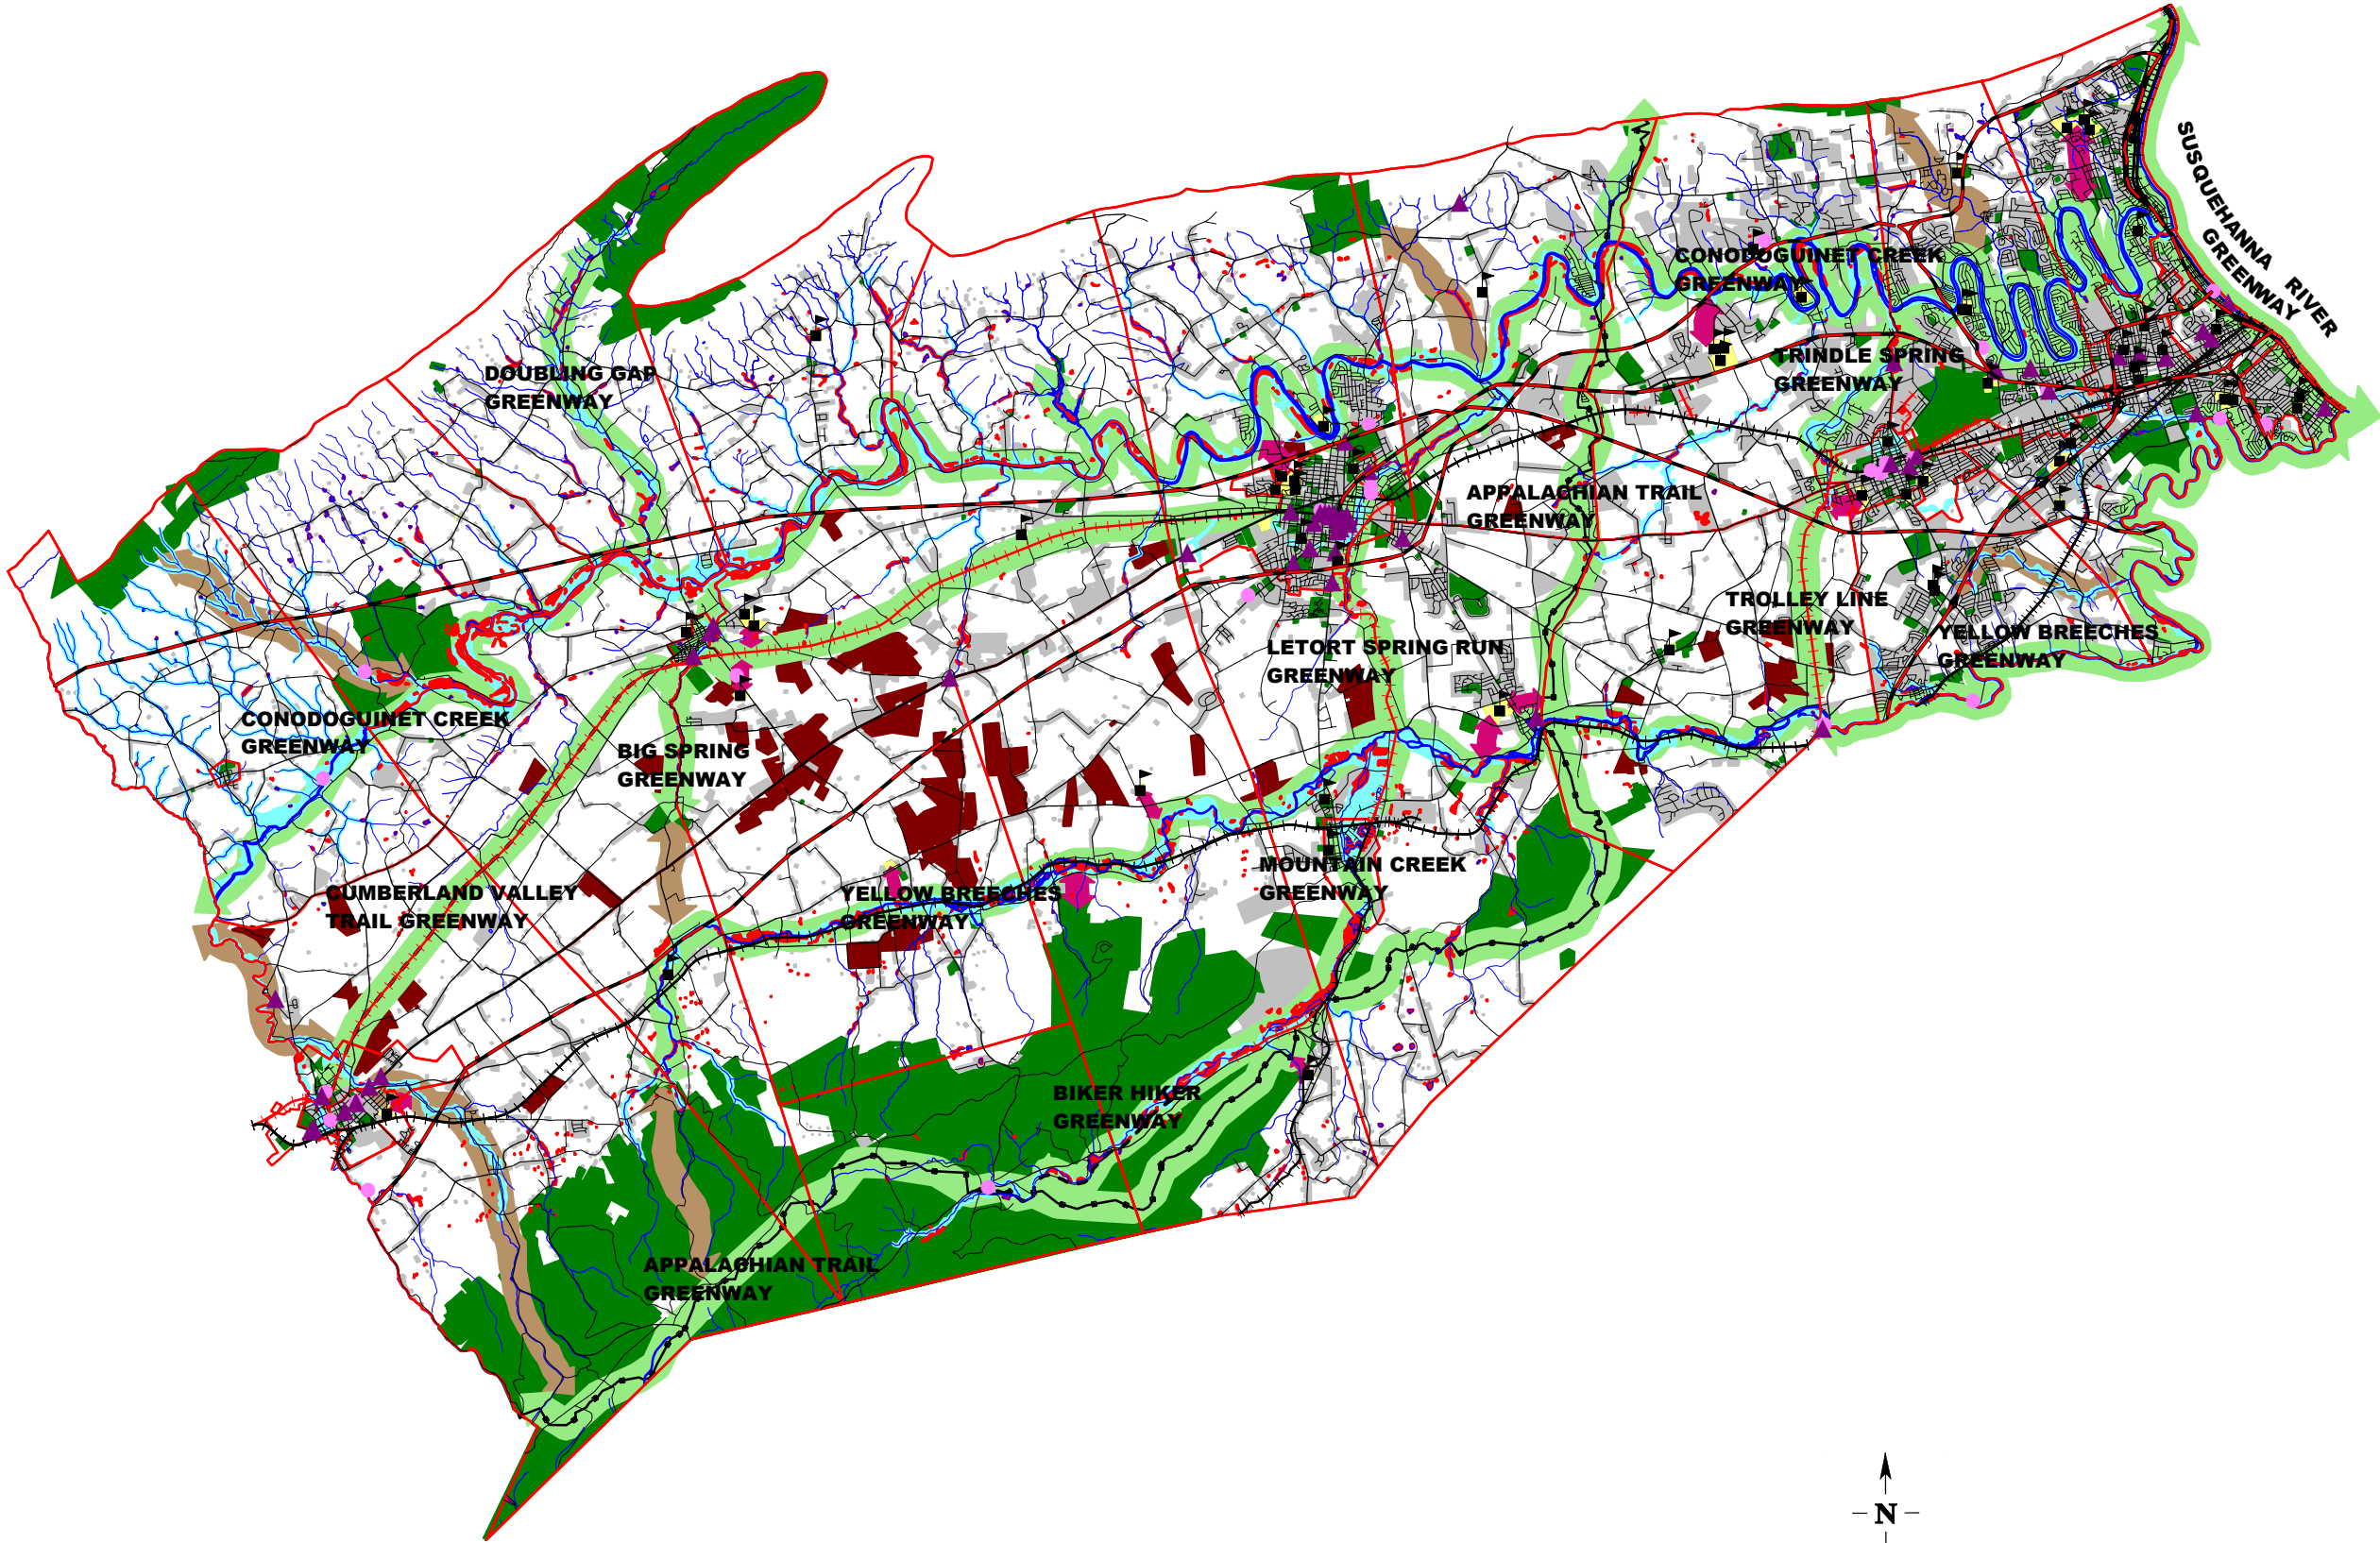 SUSQUEHANNA RIVER
GREENWAY
CONODOGUINET CREEK
GREENWAY
TRINDLE SPRING
GREENWAY
DOUBLING GAP
GREENWAY
APPALACHIAN TRAIL
GREENWAY
TROLLEY LINE
GREENWAY
YELLOW BREECHES
GREENWAY
LETORT SPRING RUN
GREENWAY
CONODOGUINET CREEK
GREENWAY
BIG SPRING
GREENWAY
MOUNTAIN CREEK
GREENWAY
CUMBERLAND VALLEY
TRAIL GREENWAY
YELLOW BREECHES
GREENWAY
BIKER HIKER
GREENWAY
APPALACHIAN TRAIL
GREENWAY
N